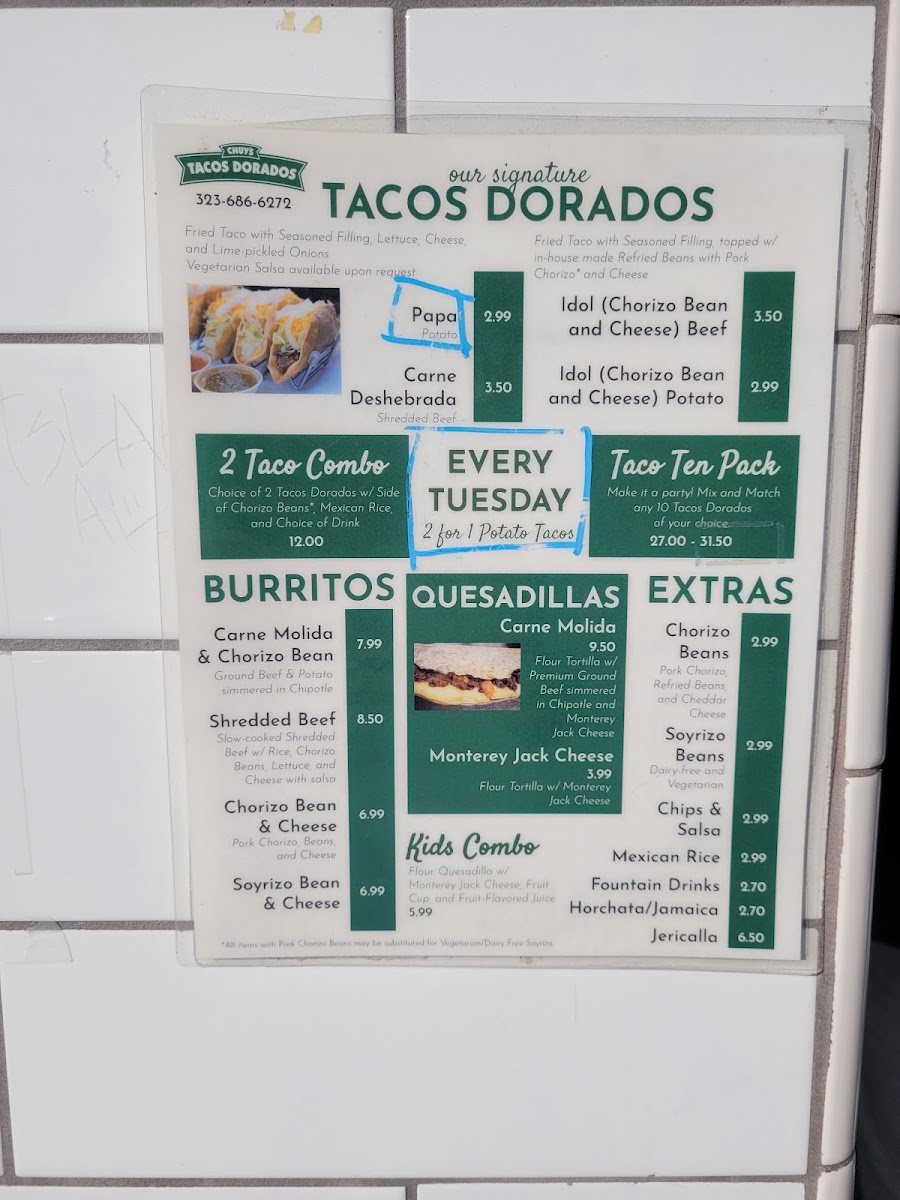 CHUYS
TACOS DORADOS
323-686-6272
our signature
TACOS DORADOS
Fried Taco with Seasoned Filling, Lettuce, Cheese,
and Lime-pickled Onions
Vegetarian Salsa available upon request
Papa 2.99
Potato
Carne
Deshebrada 3.50
Shredded Beef
Fried Taco with Seasoned Filling, topped w/
in-house made Refried Beans with Pork
Chorizo* and Cheese
Idol (Chorizo Bean
and Cheese) Beef 3.50
Idol (Chorizo Bean
and Cheese) Potato 2.99
2 Taco Combo
Choice of 2 Tacos Dorados w/ Side
of Chorizo Beans*, Mexican Rice,
and Choice of Drink
12.00
EVERY
TUESDAY
2 for 1 Potato Tacos
Taco Ten Pack
Make it a party! Mix and Match
any 10 Tacos Dorados
of your choice
27.00 - 31.50
BURRITOS
Carne Molida
& Chorizo Bean 7.99
Ground Beef & Potato
simmered in Chipotle
Shredded Beef 8.50
Slow-cooked Shredded
Beef w/ Rice, Chorizo
Beans, Lettuce, and
Cheese with salsa
Chorizo Bean
& Cheese 6.99
Pork Chorizo, Beans,
and Cheese
Soyrizo Bean
& Cheese 6.99
QUESADILLAS
Carne Molida
9.50
Flour Tortilla w/
Premium Ground
Beef simmered
in Chipotle and
Monterey
Jack Cheese
Monterey Jack Cheese
3.99
Flour Tortilla w/ Monterey
Jack Cheese
Kids Combo
Flour Quesadilla w/
Monterey Jack Cheese, Fruit
Cup, and Fruit-Flavored Juice
5.99
EXTRAS
Chorizo
Beans 2.99
Pork Chorizo,
Refried Beans,
and Cheddar
Cheese
Soyrizo
Beans 2.99
Dairy-free and
Vegetarian
Chips &
Salsa 2.99
Mexican Rice 2.99
Fountain Drinks 2.70
Horchata/Jamaica 2.70
Jericalla 6.50
*All items with Pork Chorizo Beans may be substituted for Vegetarian/Dairy Free Soyrizo.